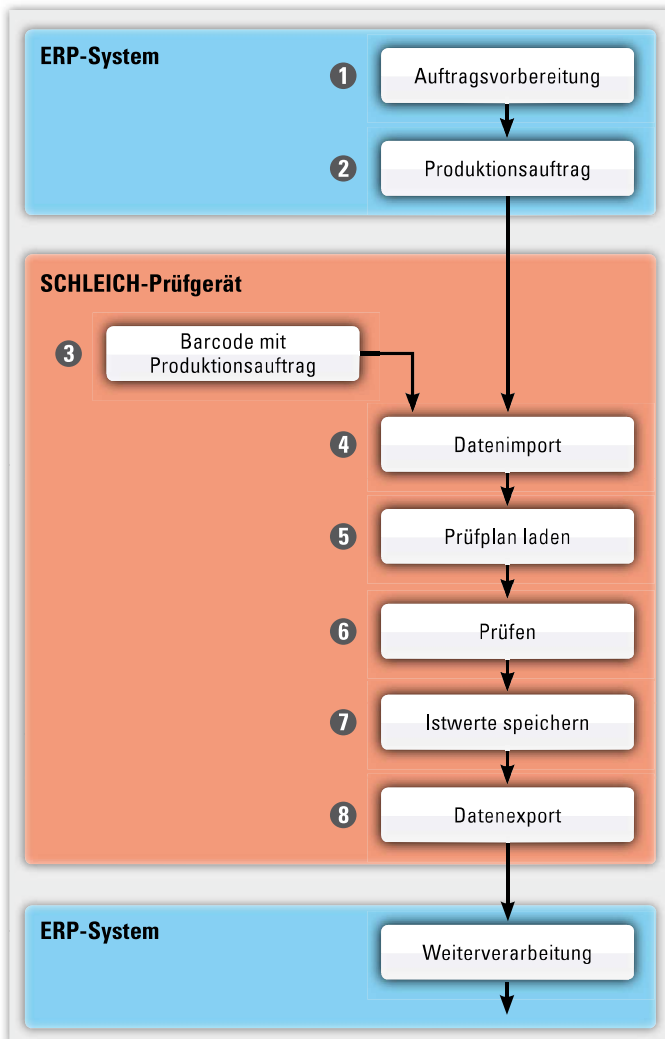 ERP-System
1 Auftragsvorbereitung
2 Produktionsauftrag
SCHLEICH-Prüfgerät
3 Barcode mit
Produktionsauftrag
4 Datenimport
5 Prüfplan laden
6 Prüfen
7 Istwerte speichern
8 Datenexport
ERP-System
Weiterverarbeitung